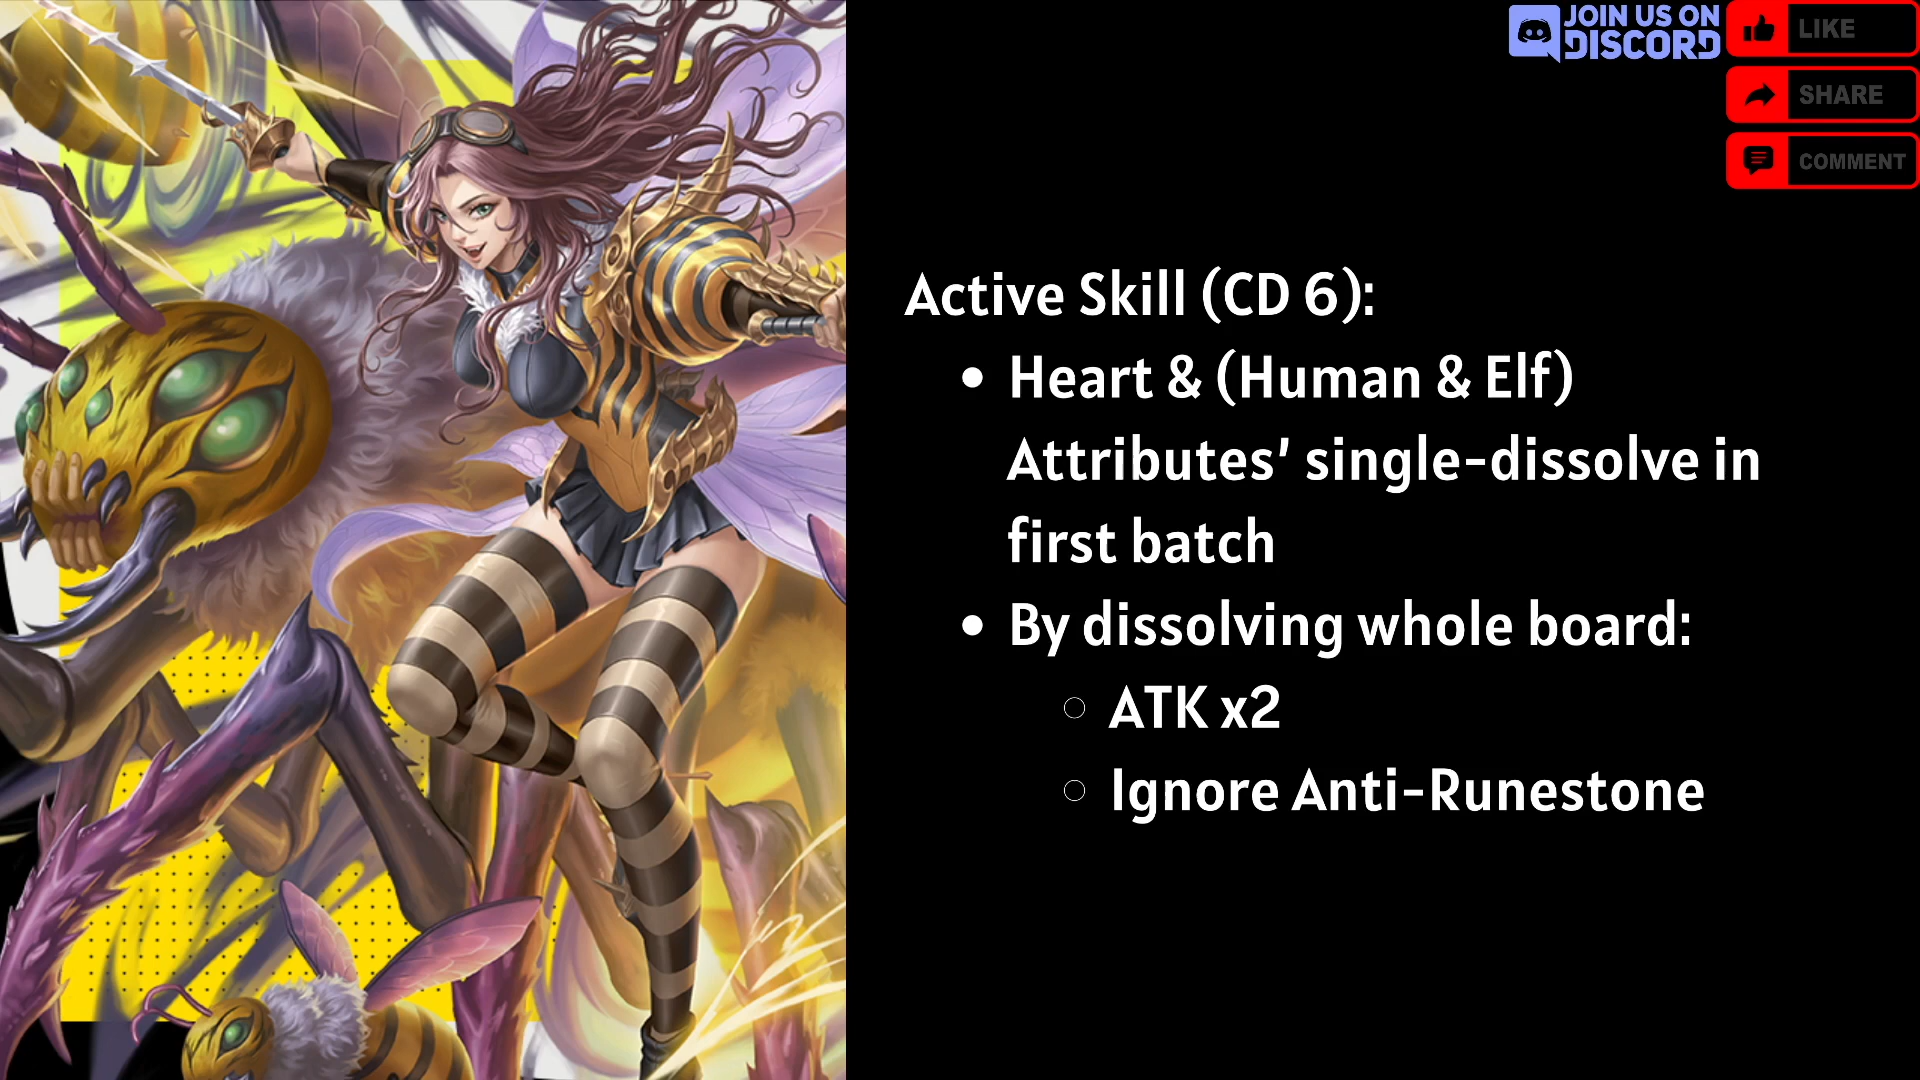 JOIN US ON
DISCORD
LIKE
SHARE
COMMENT
Active Skill (CD 6):
• Heart & (Human & Elf)
Attributes' single-dissolve in
first batch
• By dissolving whole board:
○ ATK x2
○ Ignore Anti-Runestone